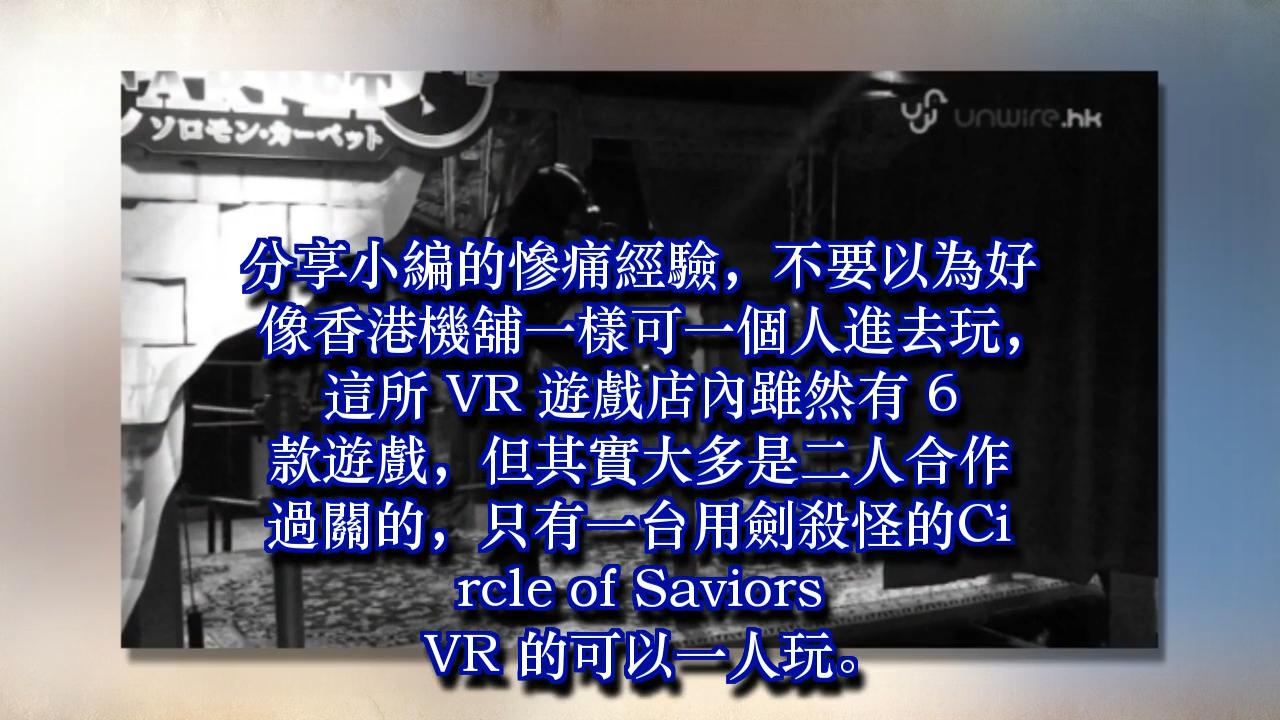 ARPET
ソロモン・カーペット
unwire.hk
分享小編的慘痛經驗，不要以為好
像香港機舖一樣可一個人進去玩，
這所 VR 遊戲店內雖然有 6
款遊戲，但其實大多是二人合作
過關的，只有一台用劍殺怪的Ci
rcle of Saviors
VR 的可以一人玩。